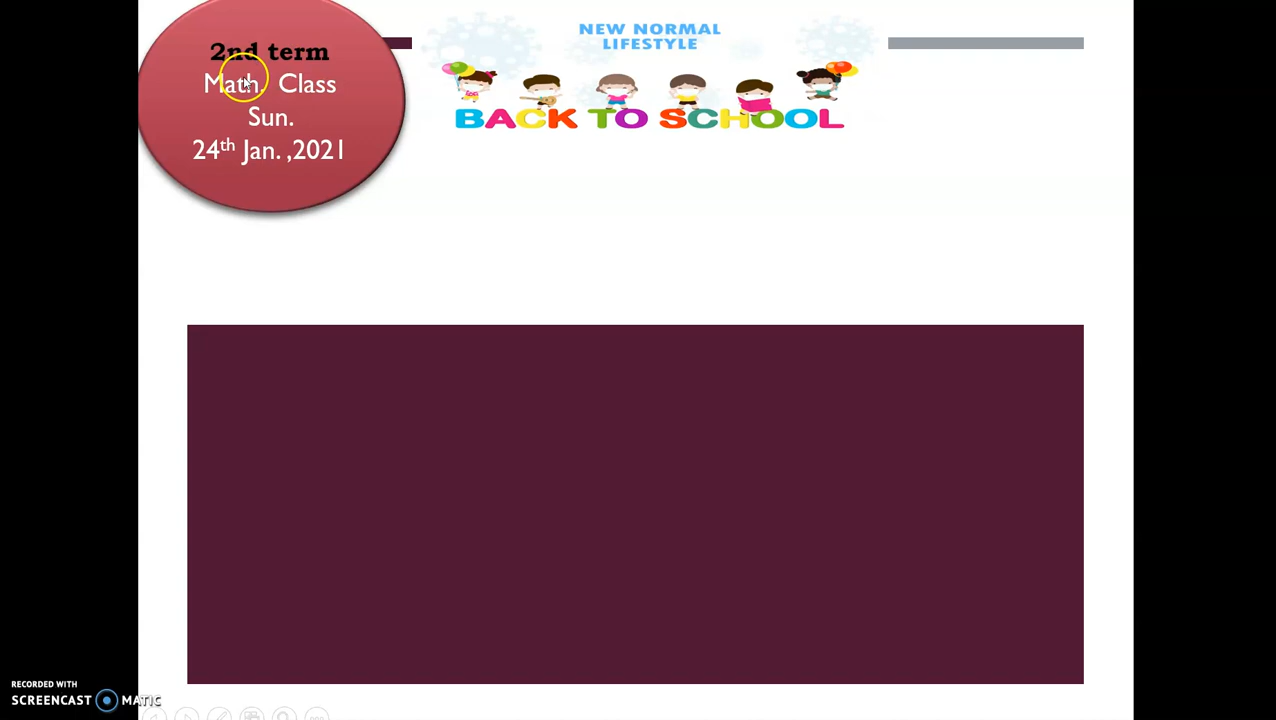 2nd term
Math. Class
Sun.
24th Jan. ,2021
NEW NORMAL
LIFESTYLE
BACK TO SCHOOL
RECORDED WITH
SCREENCAST MATIC